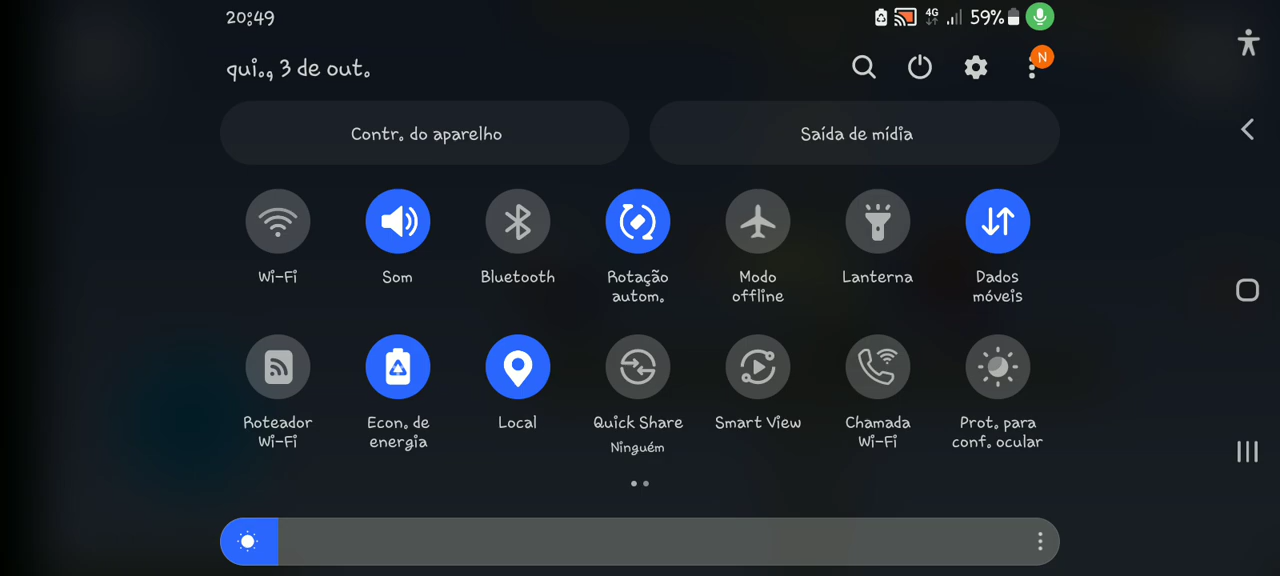 20:49
4G 59%
qui., 3 de out.
N
Contr. do aparelho
Saída de mídia
Wi-Fi
Som
Bluetooth
Rotação
autom.
Modo
offline
Lanterna
Dados
móveis
Roteador
Wi-Fi
Econ. de
energia
Local
Quick Share
Ninguém
Smart View
Chamada
Wi-Fi
Prot. para
conf. ocular